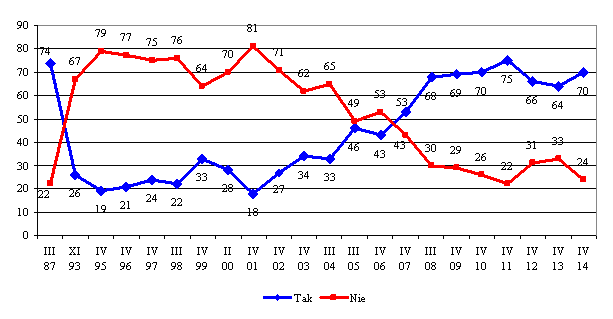 90
80
70
60
50
40
30
20
10
0
74 67 79 77 75 76 64 70 81 71 62 65 49 53 53 68 69 70 75 66 64 70
22 26 19 21 24 22 33 28 18 27 34 33 46 43 43 30 29 26 22 31 33 24
III XI IV IV IV III IV II IV IV IV IV III IV IV III IV IV IV IV IV IV
87 93 95 96 97 98 99 00 01 02 03 04 05 06 07 08 09 10 11 12 13 14
Tak Nie